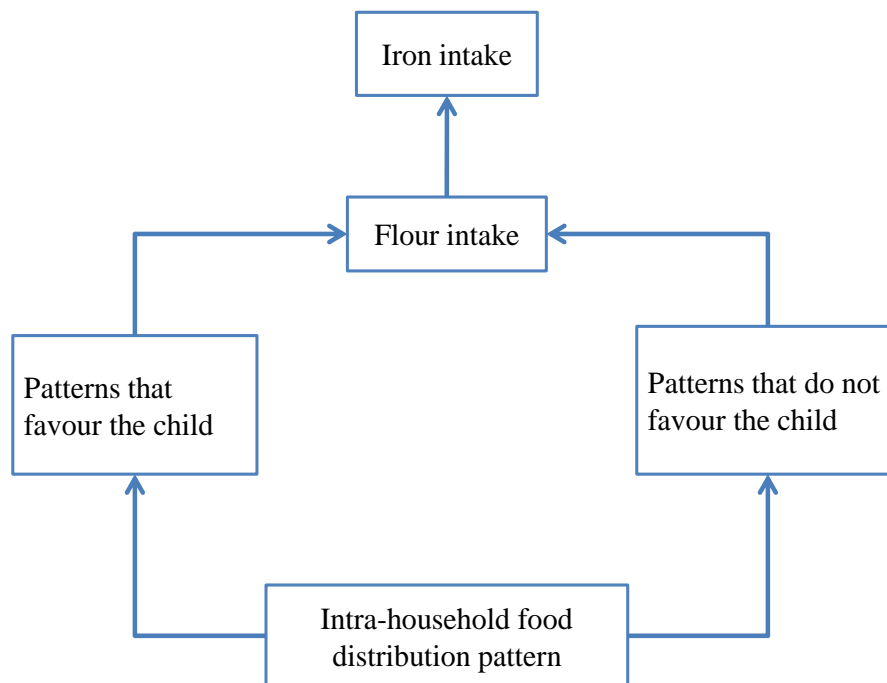 Iron intake
Flour intake
Patterns that
favour the child
Patterns that do not
favour the child
Intra-household food
distribution pattern